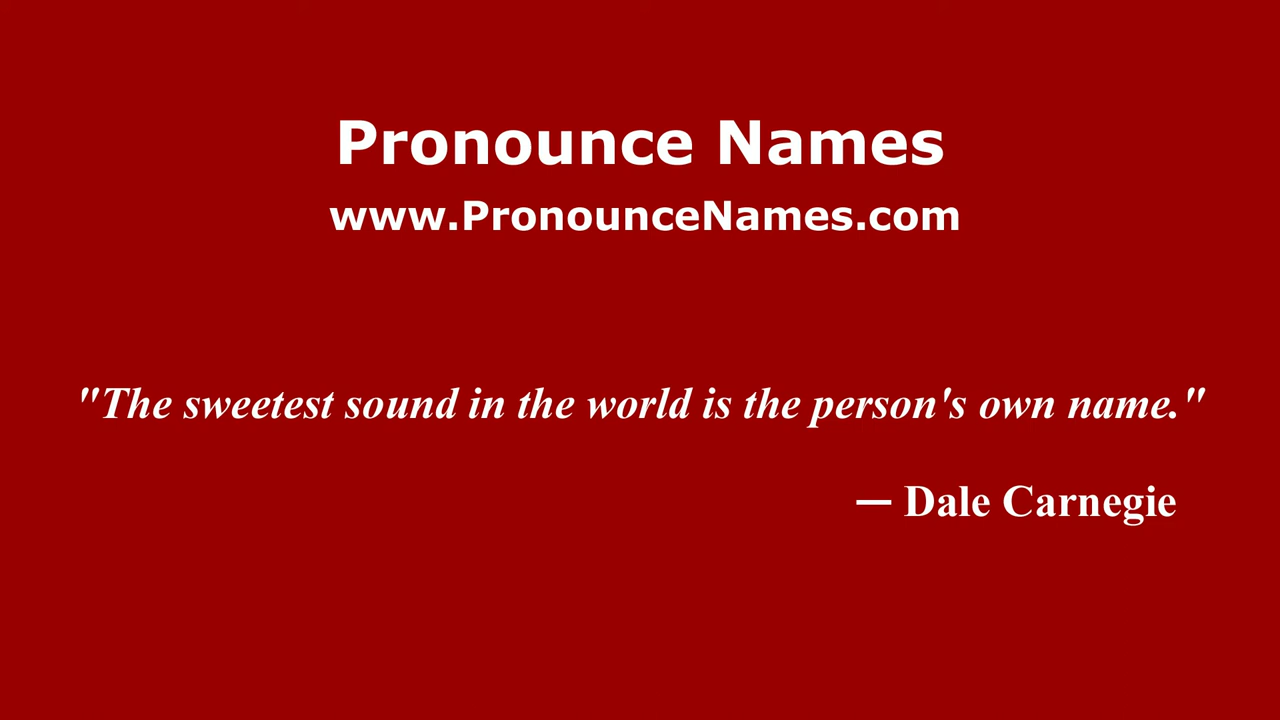 Pronounce Names
www.PronounceNames.com
"The sweetest sound in the world is the person's own name."
— Dale Carnegie